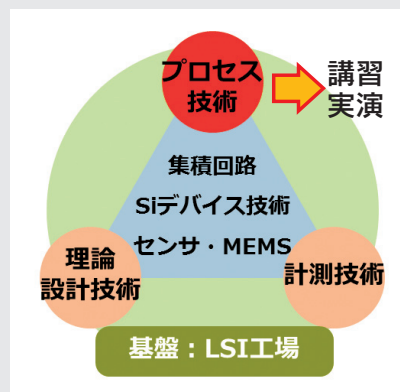 プロセス
技術
講習
実演
集積回路
Siデバイス技術
センサ・MEMS
理論
設計技術
計測技術
基盤：LSI工場